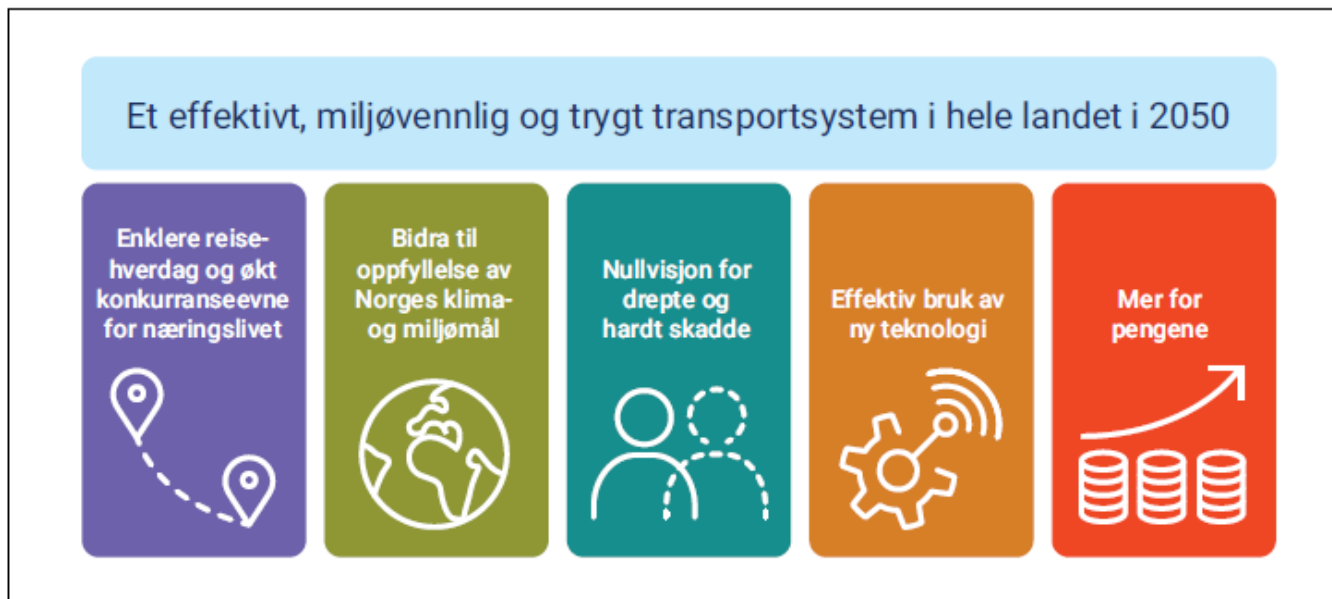 Et effektivt, miljøvennlig og trygt transportsystem i hele landet i 2050
Enklere reise-
hverdag og økt
konkurranseevne
for næringslivet
Bidra til
oppfyllelse av
Norges klima-
og miljømål
Nullvisjon for
drepte og
hardt skadde
Effektiv bruk av
ny teknologi
Mer for
pengene